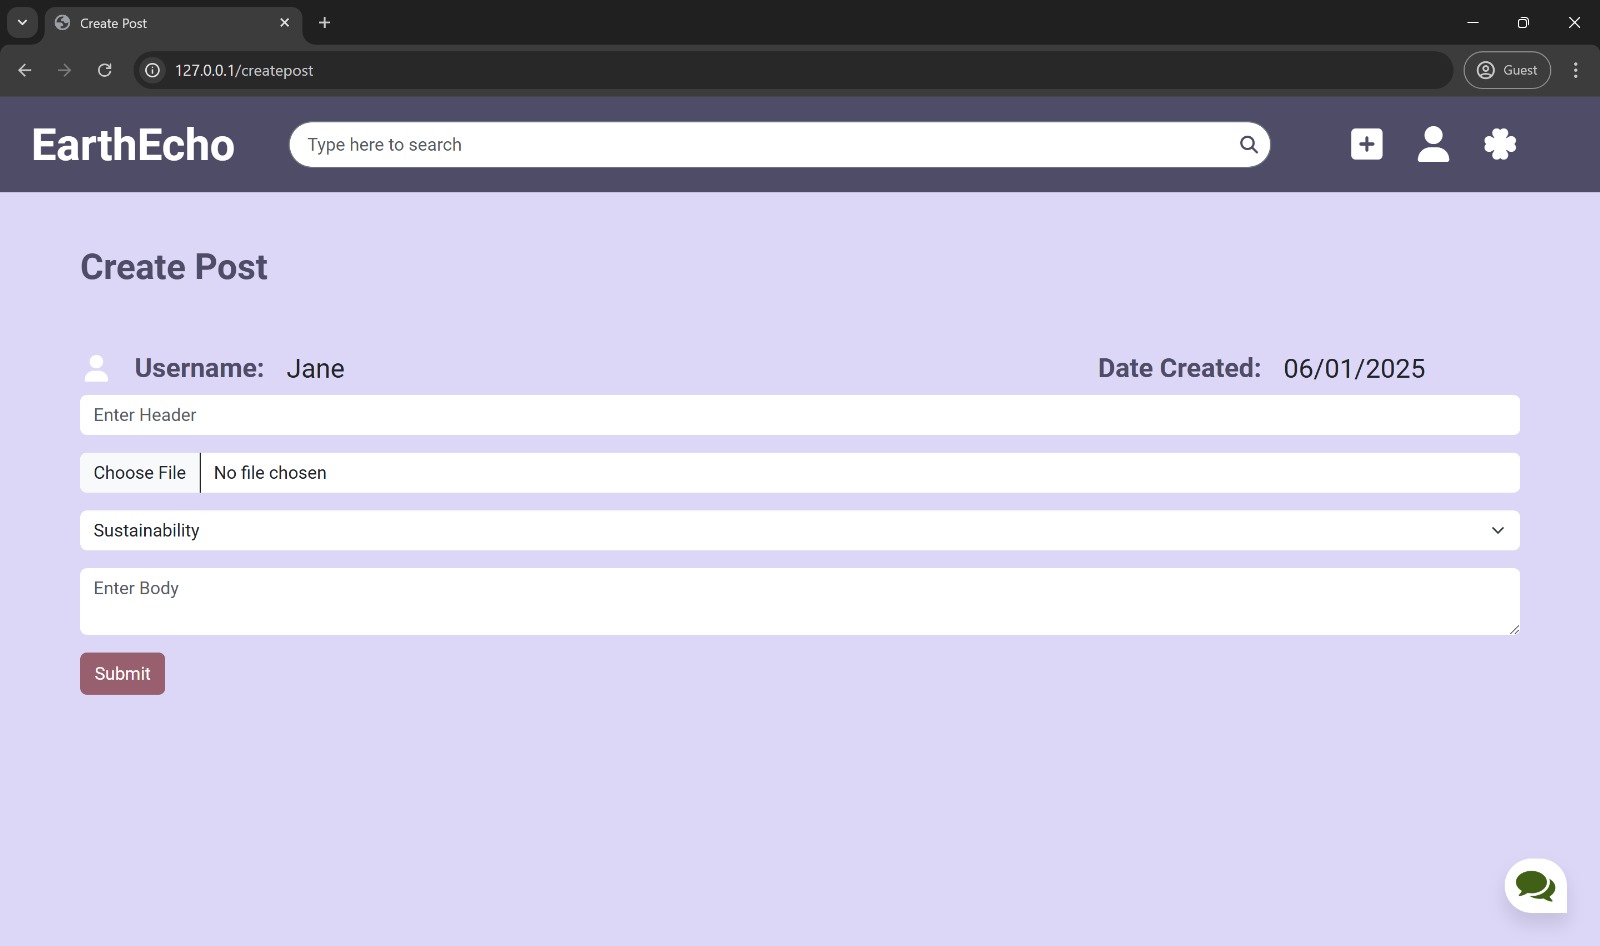 Create Post
127.0.0.1/createpost
Guest
EarthEcho
Type here to search
Create Post
Username: Jane
Date Created: 06/01/2025
Enter Header
Choose File No file chosen
Sustainability
Enter Body
Submit